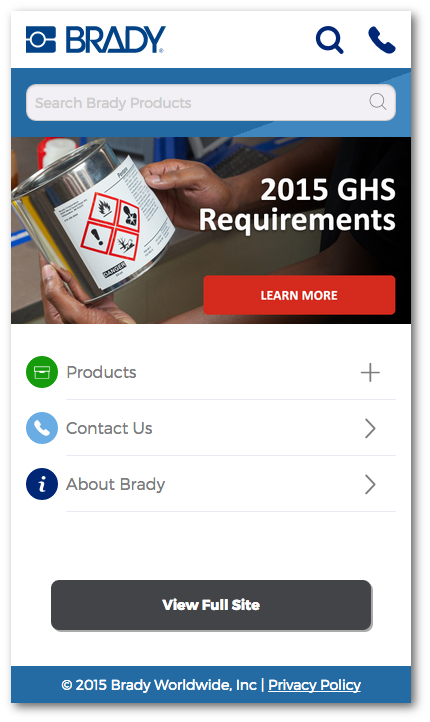 BRADY®
Search Brady Products
2015 GHS
Requirements
DANGER
LEARN MORE
Products
Contact Us
About Brady
View Full Site
© 2015 Brady Worldwide, Inc | Privacy Policy